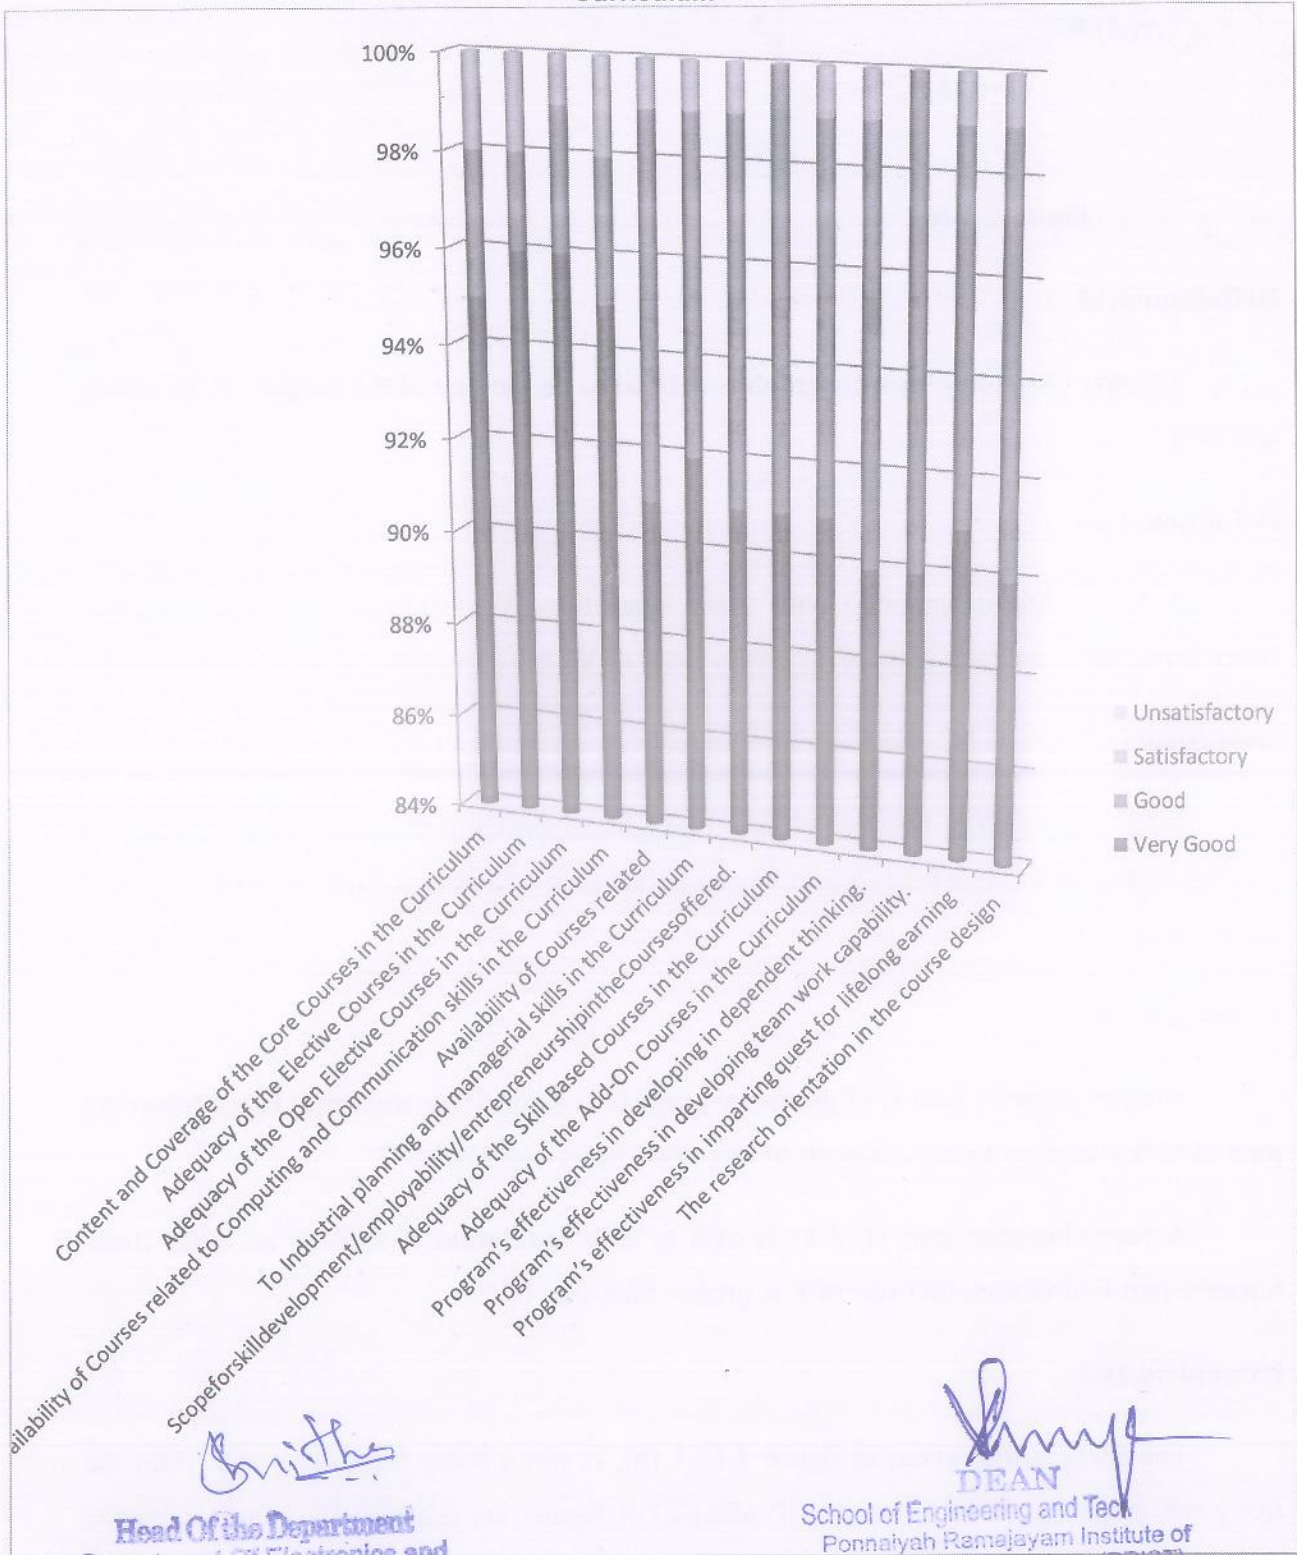 100%
98%
96%
94%
92%
90%
88%
86%
84%
Unsatisfactory
Satisfactory
Good
Very Good
Content and Coverage of the Core Courses in the Curriculum
Adequacy of the Elective Courses in the Curriculum
Adequacy of the Open Elective Courses in the Curriculum
ailability of Courses related to Computing and Communication skills in the Curriculum
Availability of Courses related
To Industrial planning and managerial skills in the Curriculum
Scopeforskilldevelopment/employability/entrepreneurshipintheCoursesoffered.
Adequacy of the Skill Based Courses in the Curriculum
Adequacy of the Add-On Courses in the Curriculum
Program's effectiveness in developing in dependent thinking.
Program's effectiveness in developing team work capability.
Program's effectiveness in imparting quest for lifelong earning
The research orientation in the course design
Head Of the Department
DEAN
School of Engineering and Tech
Ponnaiyah Ramajayam Institute of